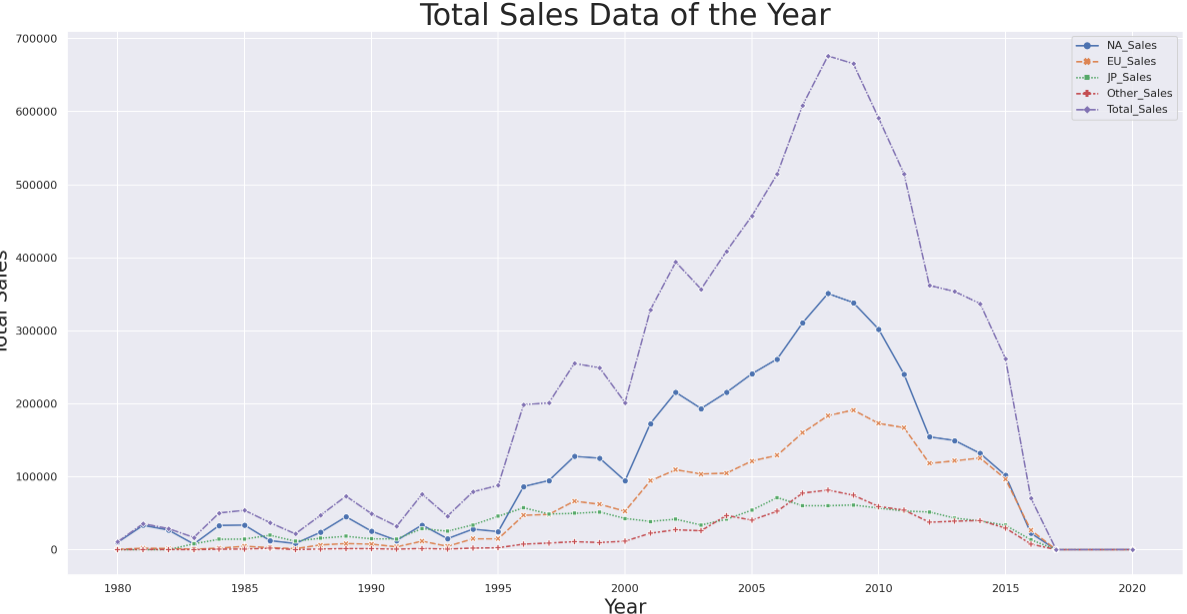 Total Sales Data of the Year
NA_Sales
EU_Sales
JP_Sales
Other_Sales
Total_Sales
700000
600000
500000
400000
300000
200000
100000
0
Sales
1980 1985 1990 1995 2000 2005 2010 2015 2020
Year